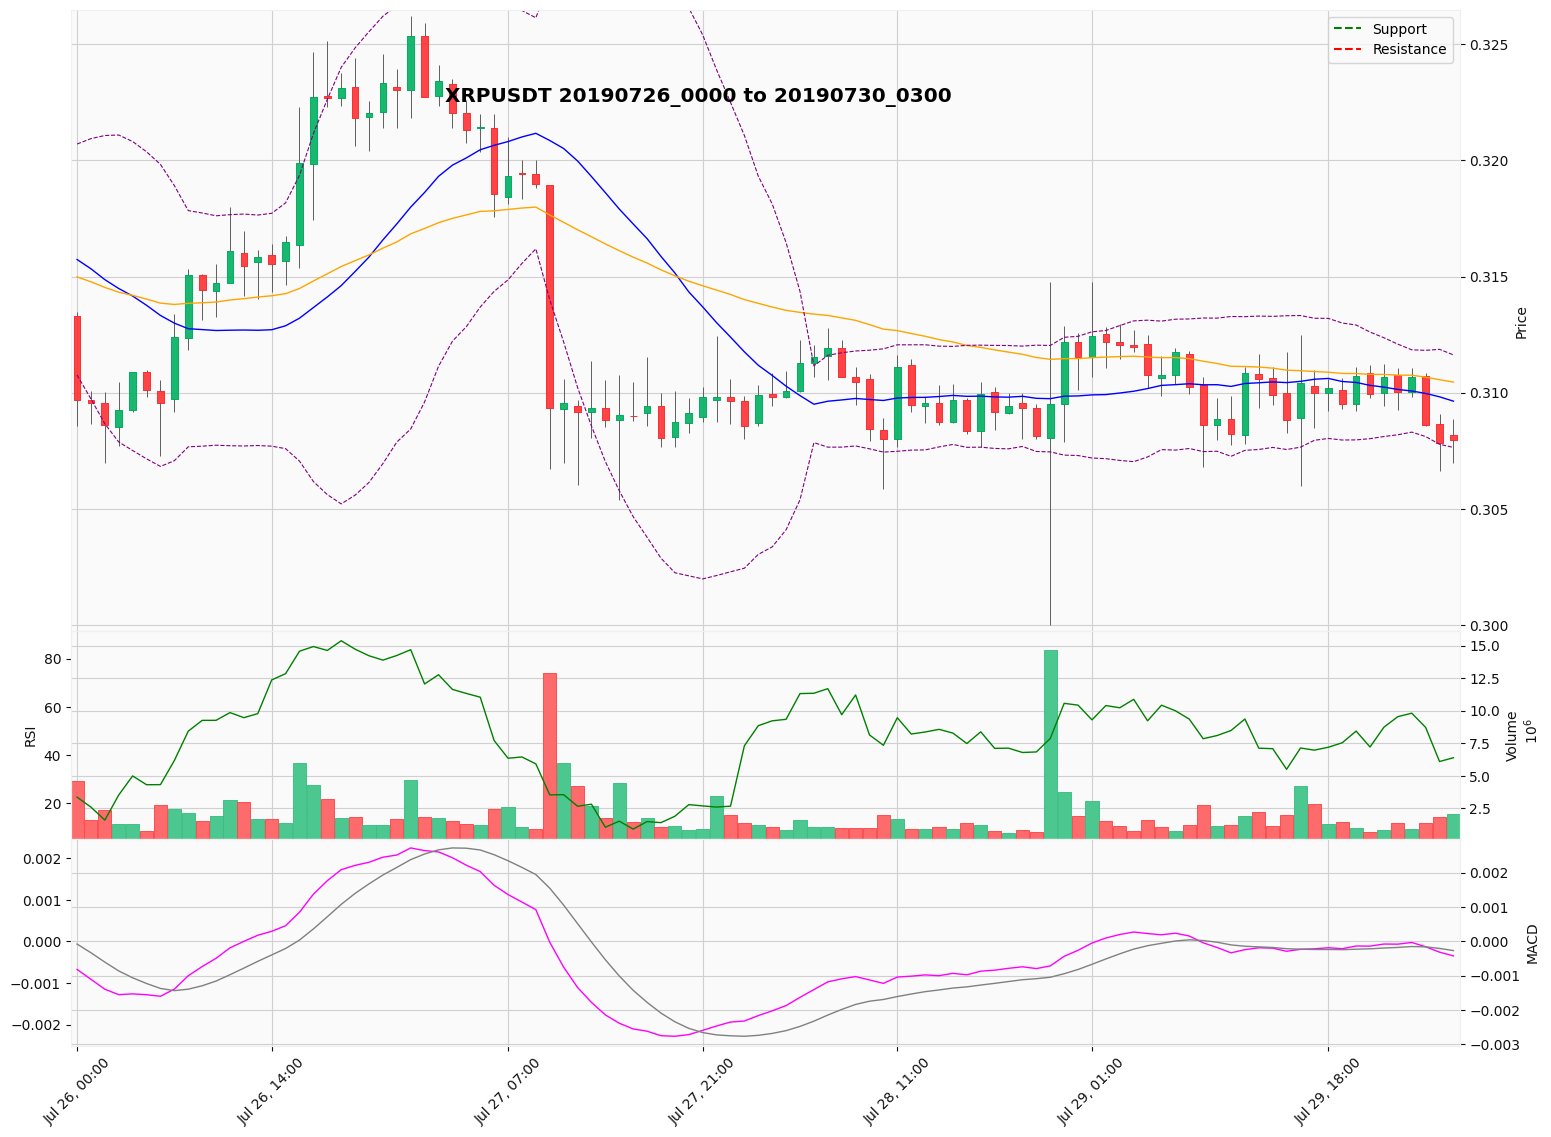 XRPUSDT 20190726_0000 to 20190730_0300
Support
Resistance
0.325
0.320
0.315
0.310
0.305
0.300
Price
80
60
40
20
RSI
15.0
12.5
10.0
7.5
5.0
2.5
Volume
10^6
0.002
0.001
0.000
−0.001
−0.002
0.002
0.001
0.000
−0.001
−0.002
−0.003
MACD
Jul 26, 00:00
Jul 26, 14:00
Jul 27, 07:00
Jul 27, 21:00
Jul 28, 11:00
Jul 29, 01:00
Jul 29, 18:00